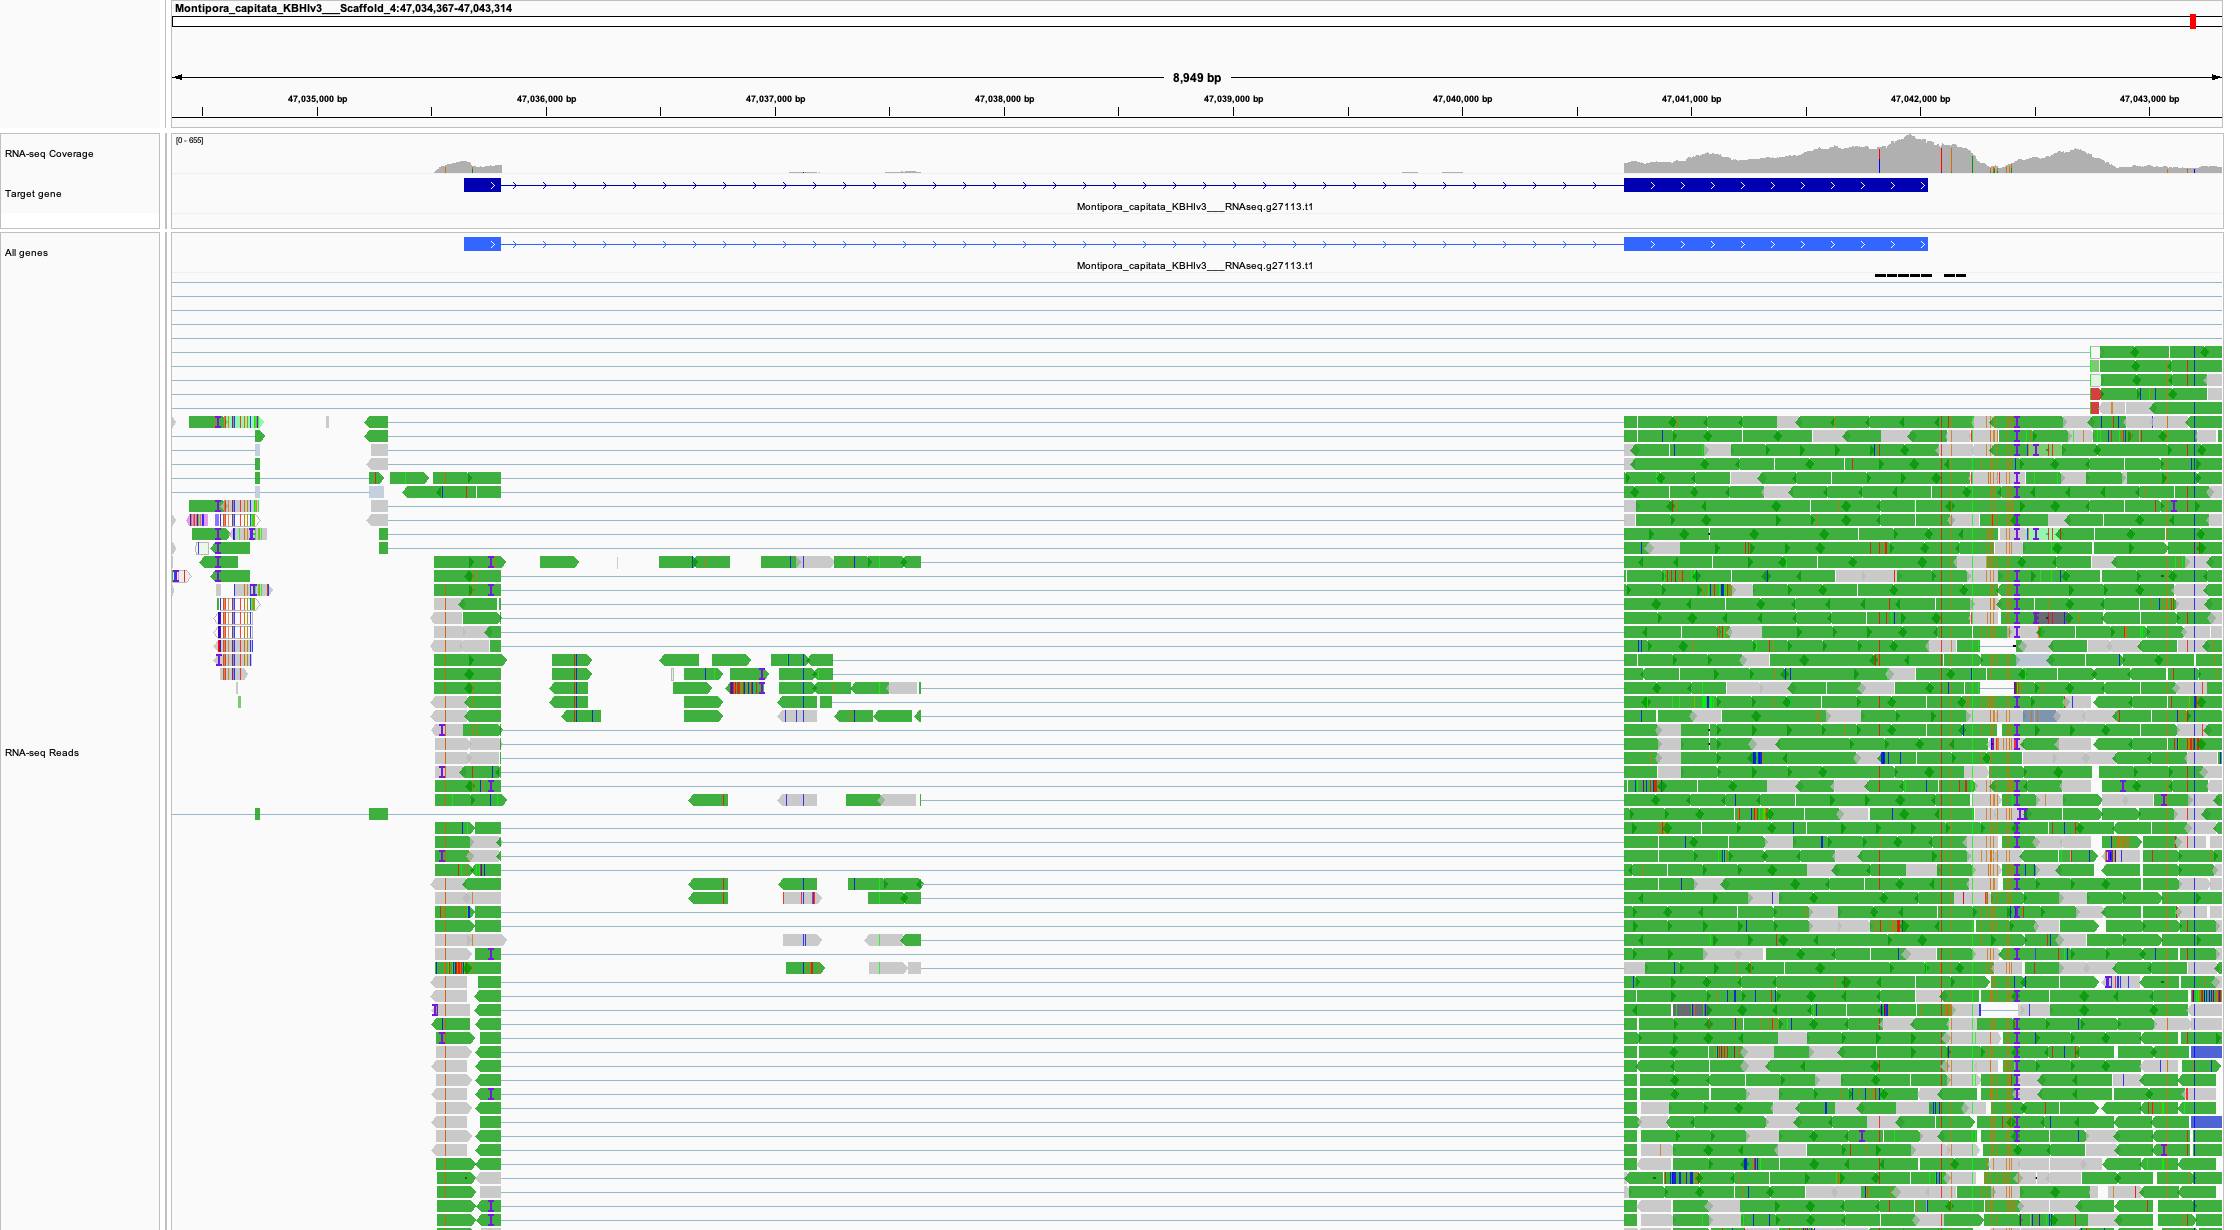 Montipora_capitata_KBHIv3___Scaffold_4:47,034,367-47,043,314
8,949 bp
47,035,000 bp 47,036,000 bp 47,037,000 bp 47,038,000 bp 47,039,000 bp 47,040,000 bp 47,041,000 bp 47,042,000 bp 47,043,000 bp
[0 - 655]
RNA-seq Coverage
Target gene
Montipora_capitata_KBHIv3___RNAseq.g27113.t1
All genes
Montipora_capitata_KBHIv3___RNAseq.g27113.t1
RNA-seq Reads